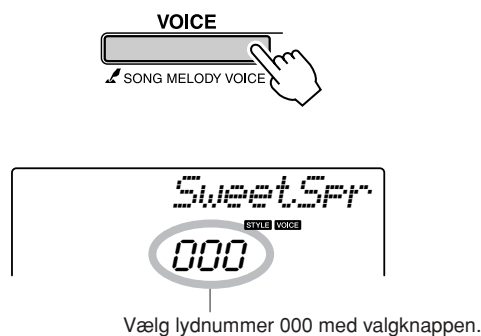 VOICE
SONG MELODY VOICE
SweetSpr
STYLE VOICE
000
Vælg lydnummer 000 med valgknappen.